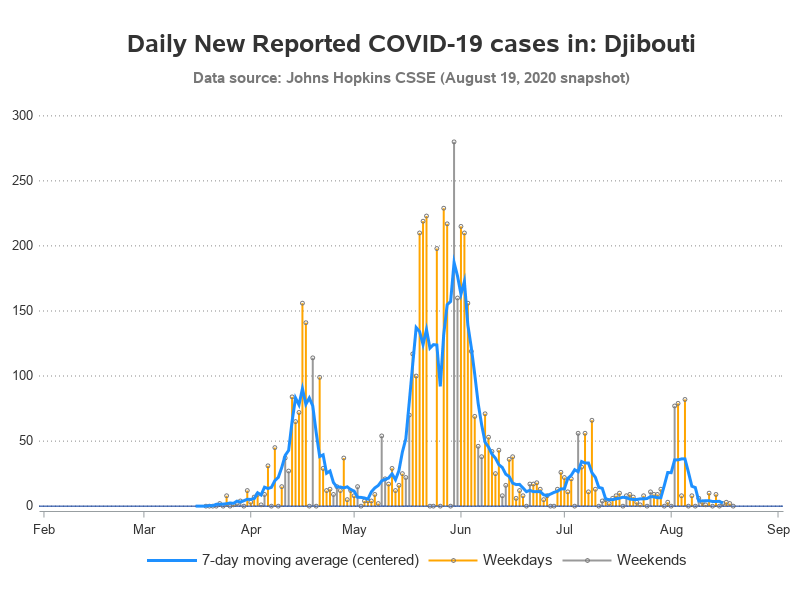 Daily New Reported COVID-19 cases in: Djibouti
Data source: Johns Hopkins CSSE (August 19, 2020 snapshot)
300
250
200
150
100
50
0
Feb Mar Apr May Jun Jul Aug Sep
7-day moving average (centered) Weekdays Weekends